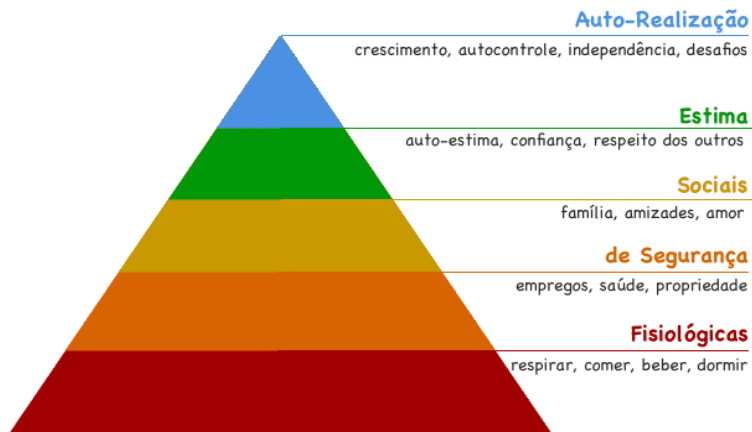 Auto-Realização
crescimento, autocontrole, independência, desafios
Estima
auto-estima, confiança, respeito dos outros
Sociais
família, amizades, amor
de Segurança
empregos, saúde, propriedade
Fisiológicas
respirar, comer, beber, dormir